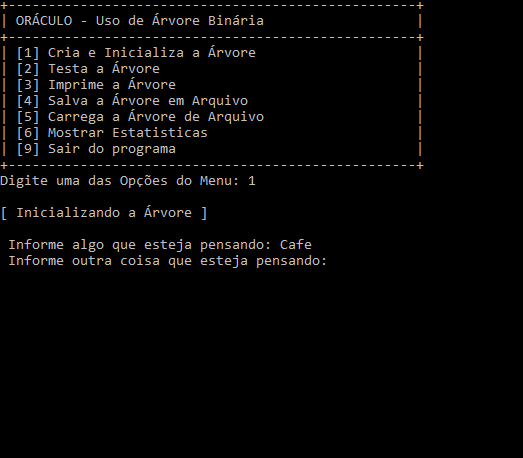 ORÁCULO - Uso de Árvore Binária
[1] Cria e Inicializa a Árvore
[2] Testa a Árvore
[3] Imprime a Árvore
[4] Salva a Árvore em Arquivo
[5] Carrega a Árvore de Arquivo
[6] Mostrar Estatisticas
[9] Sair do programa
Digite uma das Opções do Menu: 1
[ Inicializando a Árvore ]
Informe algo que esteja pensando: Cafe
Informe outra coisa que esteja pensando: